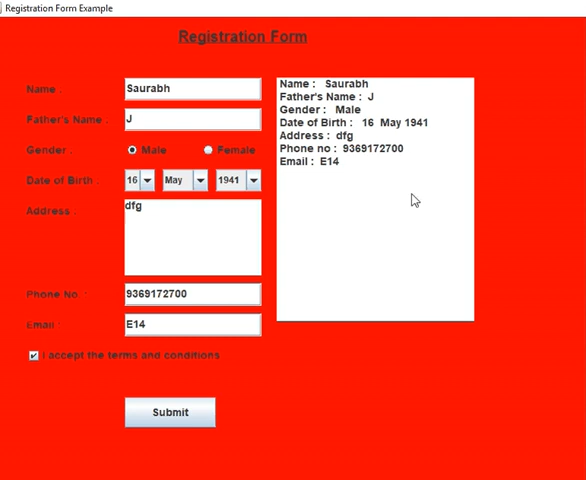 Registration Form Example
Registration Form
Name :
Saurabh
Father's Name :
J
Gender :
Male
Female
Date of Birth :
16
May
1941
Address :
dfg
Phone No. :
9369172700
Email :
E14
I accept the terms and conditions
Submit
Name : Saurabh
Father's Name : J
Gender : Male
Date of Birth : 16 May 1941
Address : dfg
Phone no : 9369172700
Email : E14